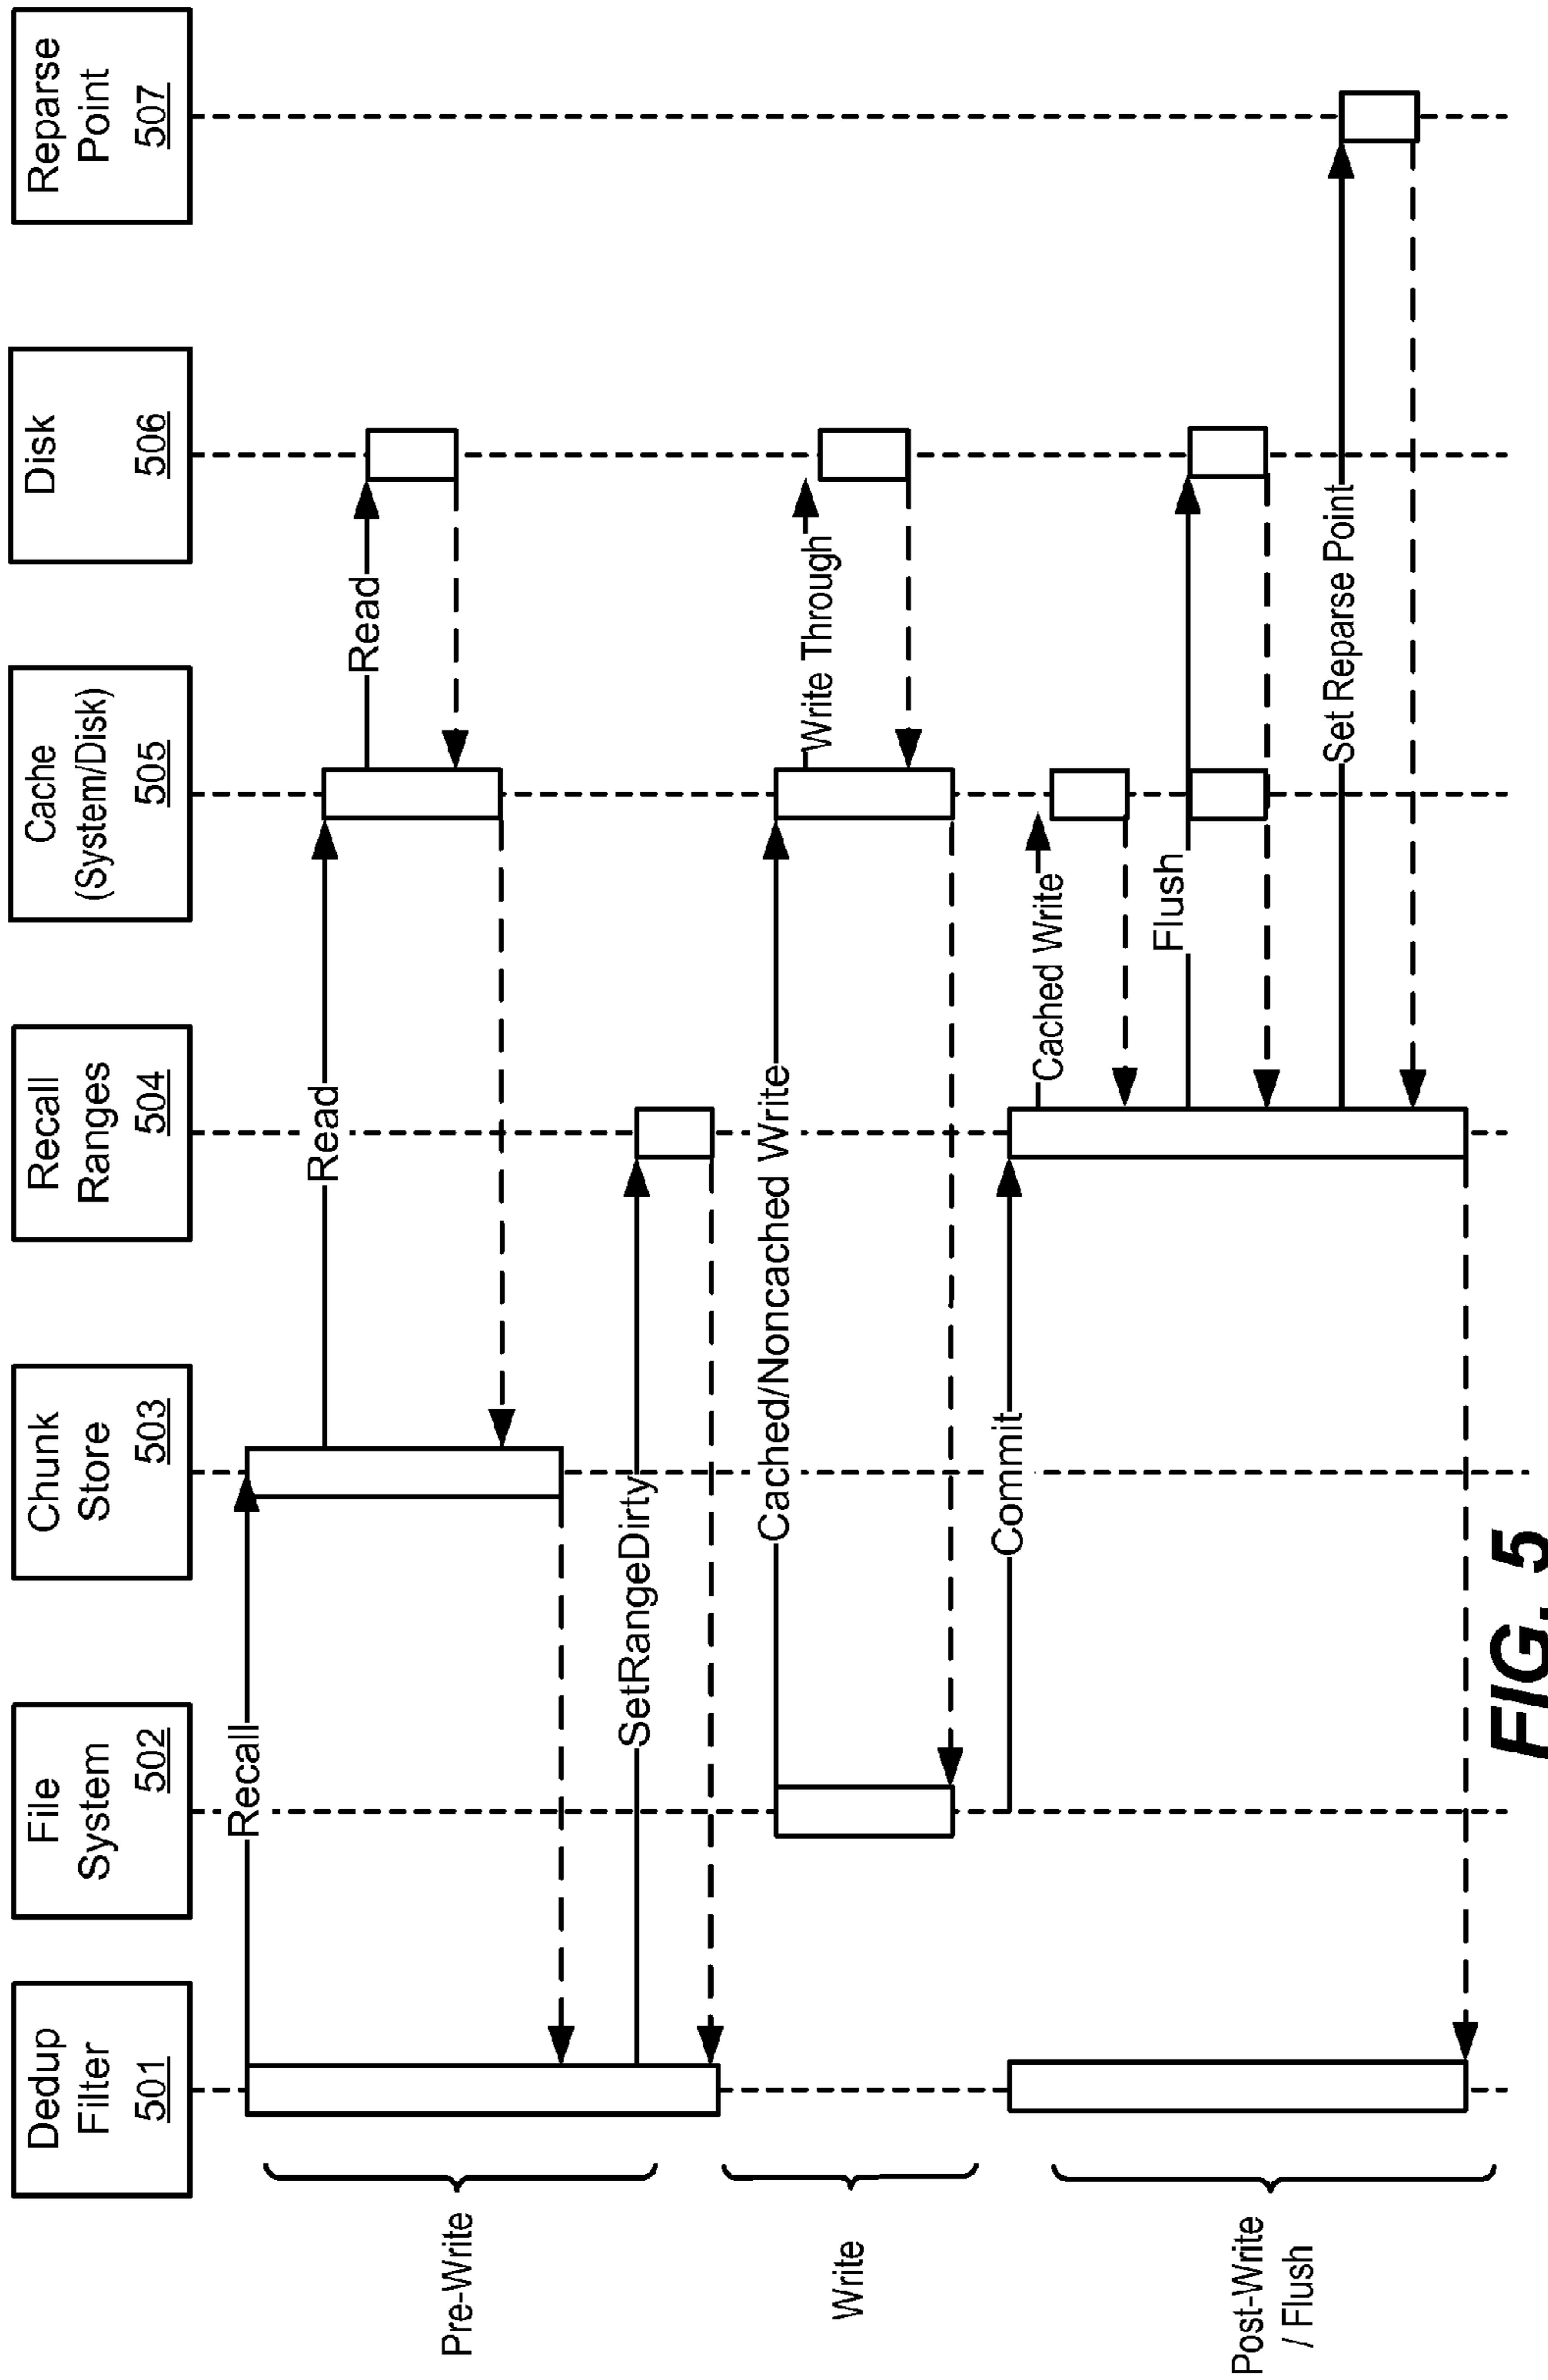 Dedup
Filter
501
File
System
502
Chunk
Store
503
Recall
Ranges
504
Cache
(System/Disk)
505
Disk
506
Reparse
Point
507
Pre-Write
Recall
Read
Read
SetRangeDirty
Write
Cached/Noncached Write
Write Through
Post-Write
/ Flush
Commit
Cached Write
Flush
Set Reparse Point
FIG. 5